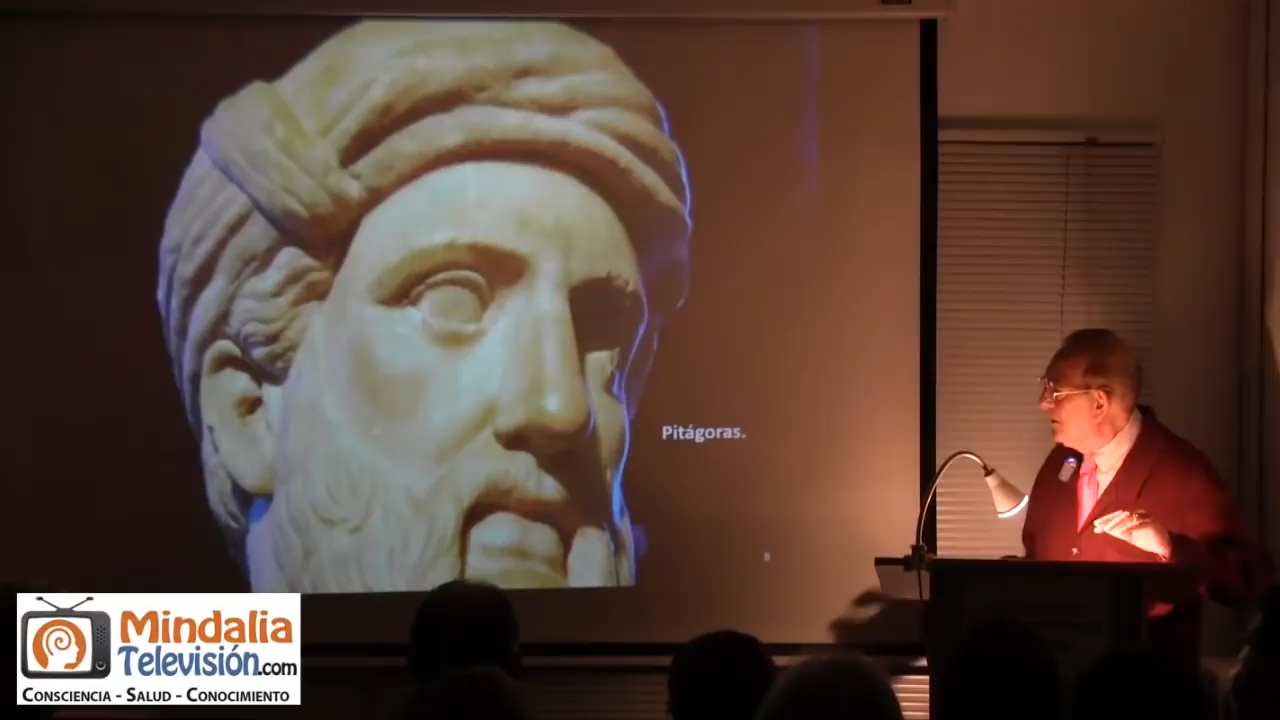 Pitágoras.
Mindalia
Televisión.com
CONSCIENCIA - SALUD - CONOCIMIENTO